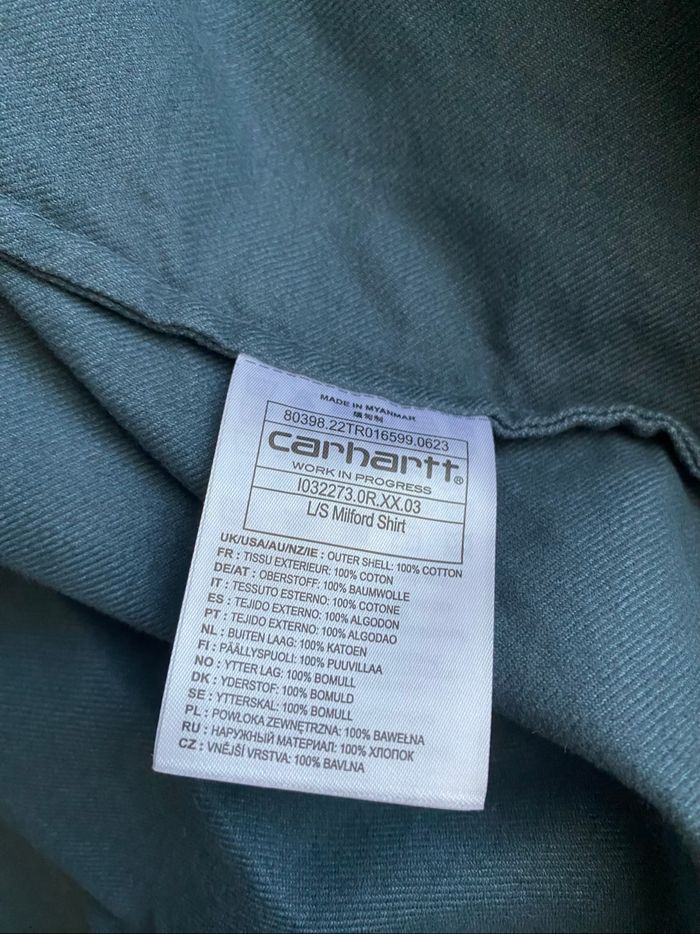 MADE IN MYANMAR
缅甸制
80398.22TR016599.0623
carhartt®
WORK IN PROGRESS
I032273.0R.XX.03
L/S Milford Shirt
UK/USA/AU/NZ/IE : OUTER SHELL: 100% COTTON
FR : TISSU EXTERIEUR: 100% COTON
DE/AT : OBERSTOFF: 100% BAUMWOLLE
IT : TESSUTO ESTERNO: 100% COTONE
ES : TEJIDO EXTERNO: 100% ALGODON
PT : TEJIDO EXTERNO: 100% ALGODAO
NL : BUITEN LAAG: 100% KATOEN
FI : PÄÄLLYSPUOLI: 100% PUUVILLAA
NO : YTTER LAG: 100% BOMULL
DK : YDERSTOF: 100% BOMULD
SE : YTTERSKAL: 100% BOMULL
PL : POWŁOKA ZEWNĘTRZNA: 100% BAWEŁNA
RU : НАРУЖНЫЙ МАТЕРИАЛ: 100% ХЛОПОК
CZ : VNĚJŠÍ VRSTVA: 100% BAVLNA